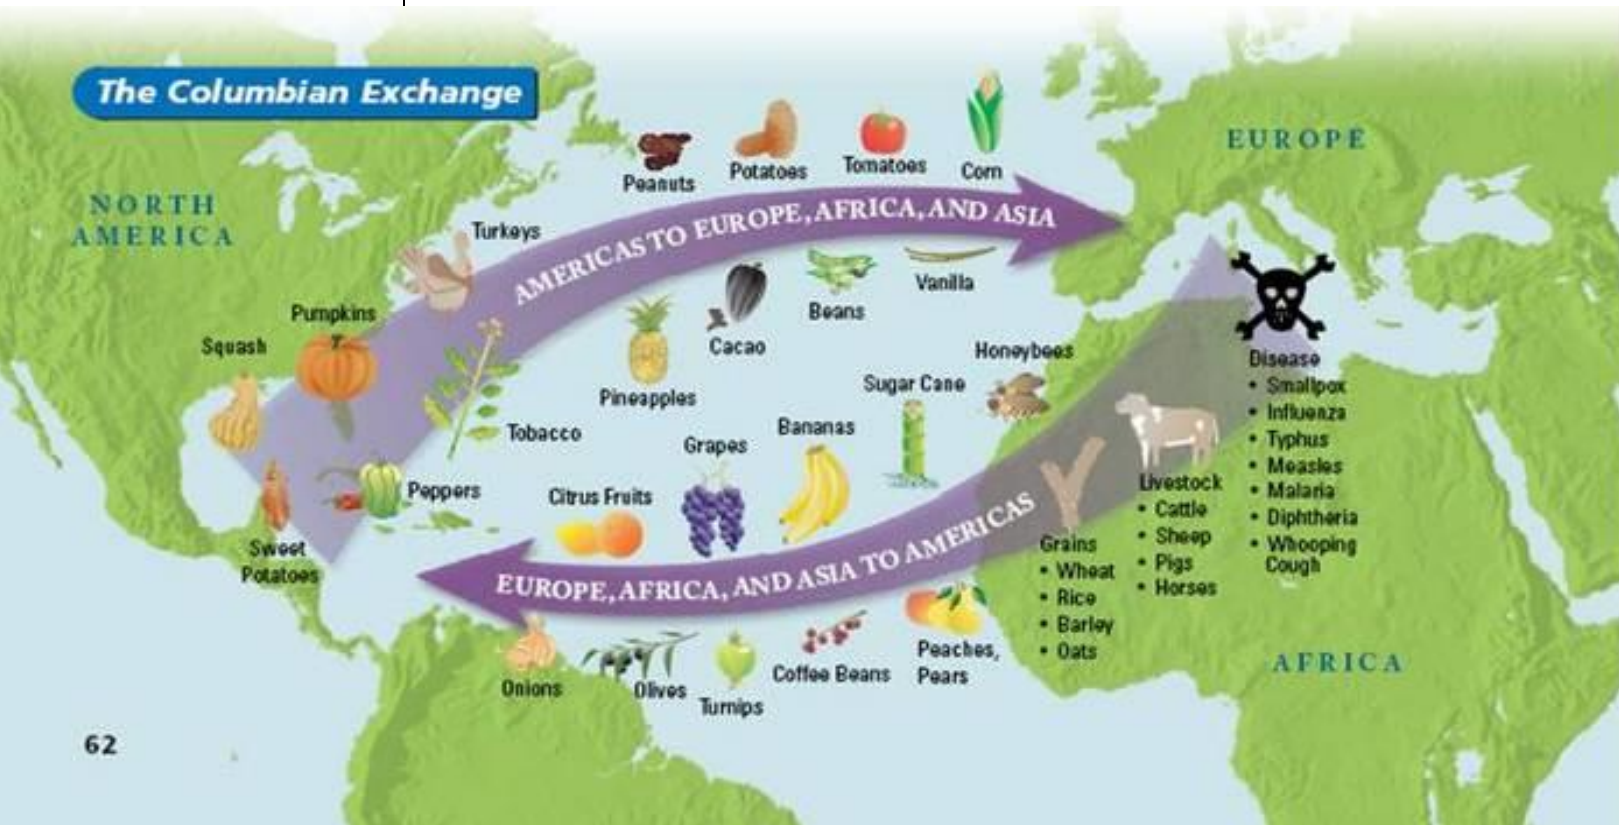 The Columbian Exchange
NORTH
AMERICA
EUROPE
Peanuts
Potatoes
Tomatoes
Corn
Turkeys
AMERICAS TO EUROPE, AFRICA, AND ASIA
Pumpkins
Squash
Vanilla
Beans
Cacao
Pineapples
Tobacco
Peppers
Sweet
Potatoes
Honeybees
Sugar Cane
Bananas
Grapes
Citrus Fruits
EUROPE, AFRICA, AND ASIA TO AMERICAS
Onions
Olives
Turnips
Coffee Beans
Peaches,
Pears
Grains
• Wheat
• Rice
• Barley
• Oats
Livestock
• Cattle
• Sheep
• Pigs
• Horses
Disease
• Smallpox
• Influenza
• Typhus
• Measles
• Malaria
• Diphtheria
• Whooping
Cough
AFRICA
62